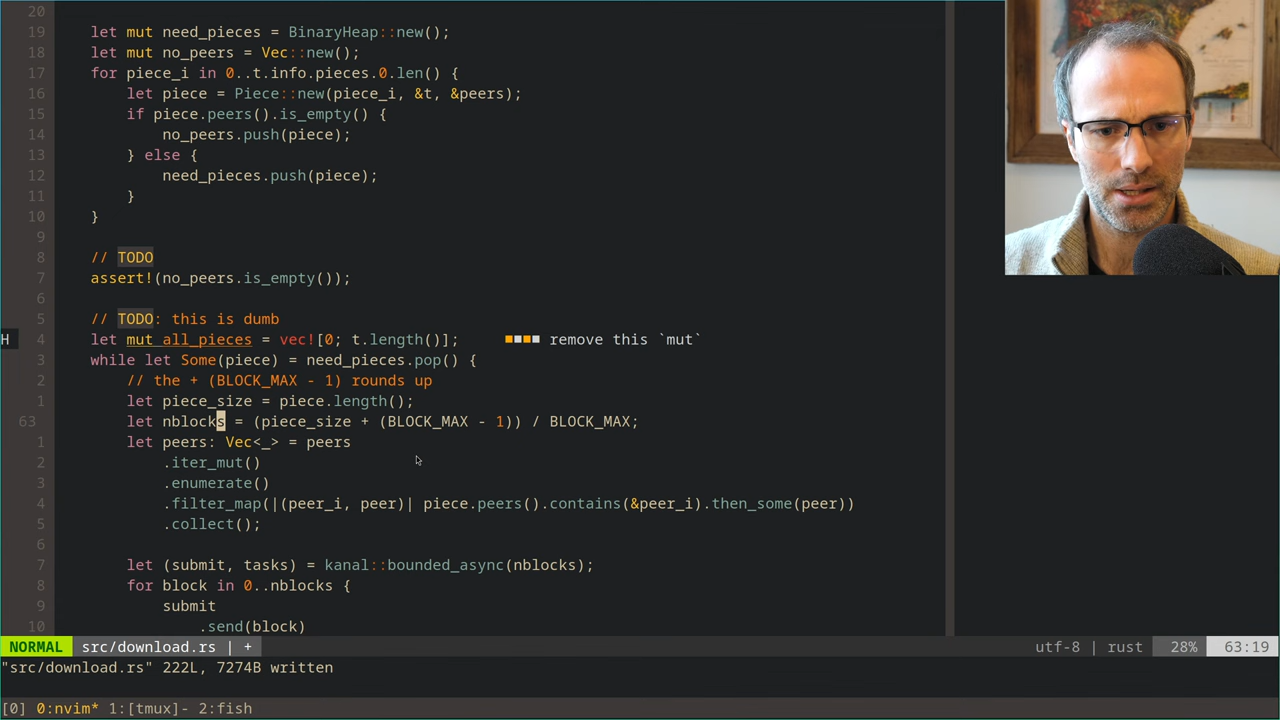 20
19 let mut need_pieces = BinaryHeap::new();
18 let mut no_peers = Vec::new();
17 for piece_i in 0..t.info.pieces.0.len() {
16 let piece = Piece::new(piece_i, &t, &peers);
15 if piece.peers().is_empty() {
14 no_peers.push(piece);
13 } else {
12 need_pieces.push(piece);
11 }
10 }
9
8 // TODO
7 assert!(no_peers.is_empty());
6
5 // TODO: this is dumb
H 4 let mut all_pieces = vec![0; t.length()]; ■■■■ remove this `mut`
3 while let Some(piece) = need_pieces.pop() {
2 // the + (BLOCK_MAX - 1) rounds up
1 let piece_size = piece.length();
63 let nblocks = (piece_size + (BLOCK_MAX - 1)) / BLOCK_MAX;
1 let peers: Vec<_> = peers
2 .iter_mut()
3 .enumerate()
4 .filter_map(|(peer_i, peer)| piece.peers().contains(&peer_i).then_some(peer))
5 .collect();
6
7 let (submit, tasks) = kanal::bounded_async(nblocks);
8 for block in 0..nblocks {
9 submit
10 .send(block)
NORMAL src/download.rs | + utf-8 | rust 28% 63:19
"src/download.rs" 222L, 7274B written
[0] 0:nvim* 1:[tmux]- 2:fish